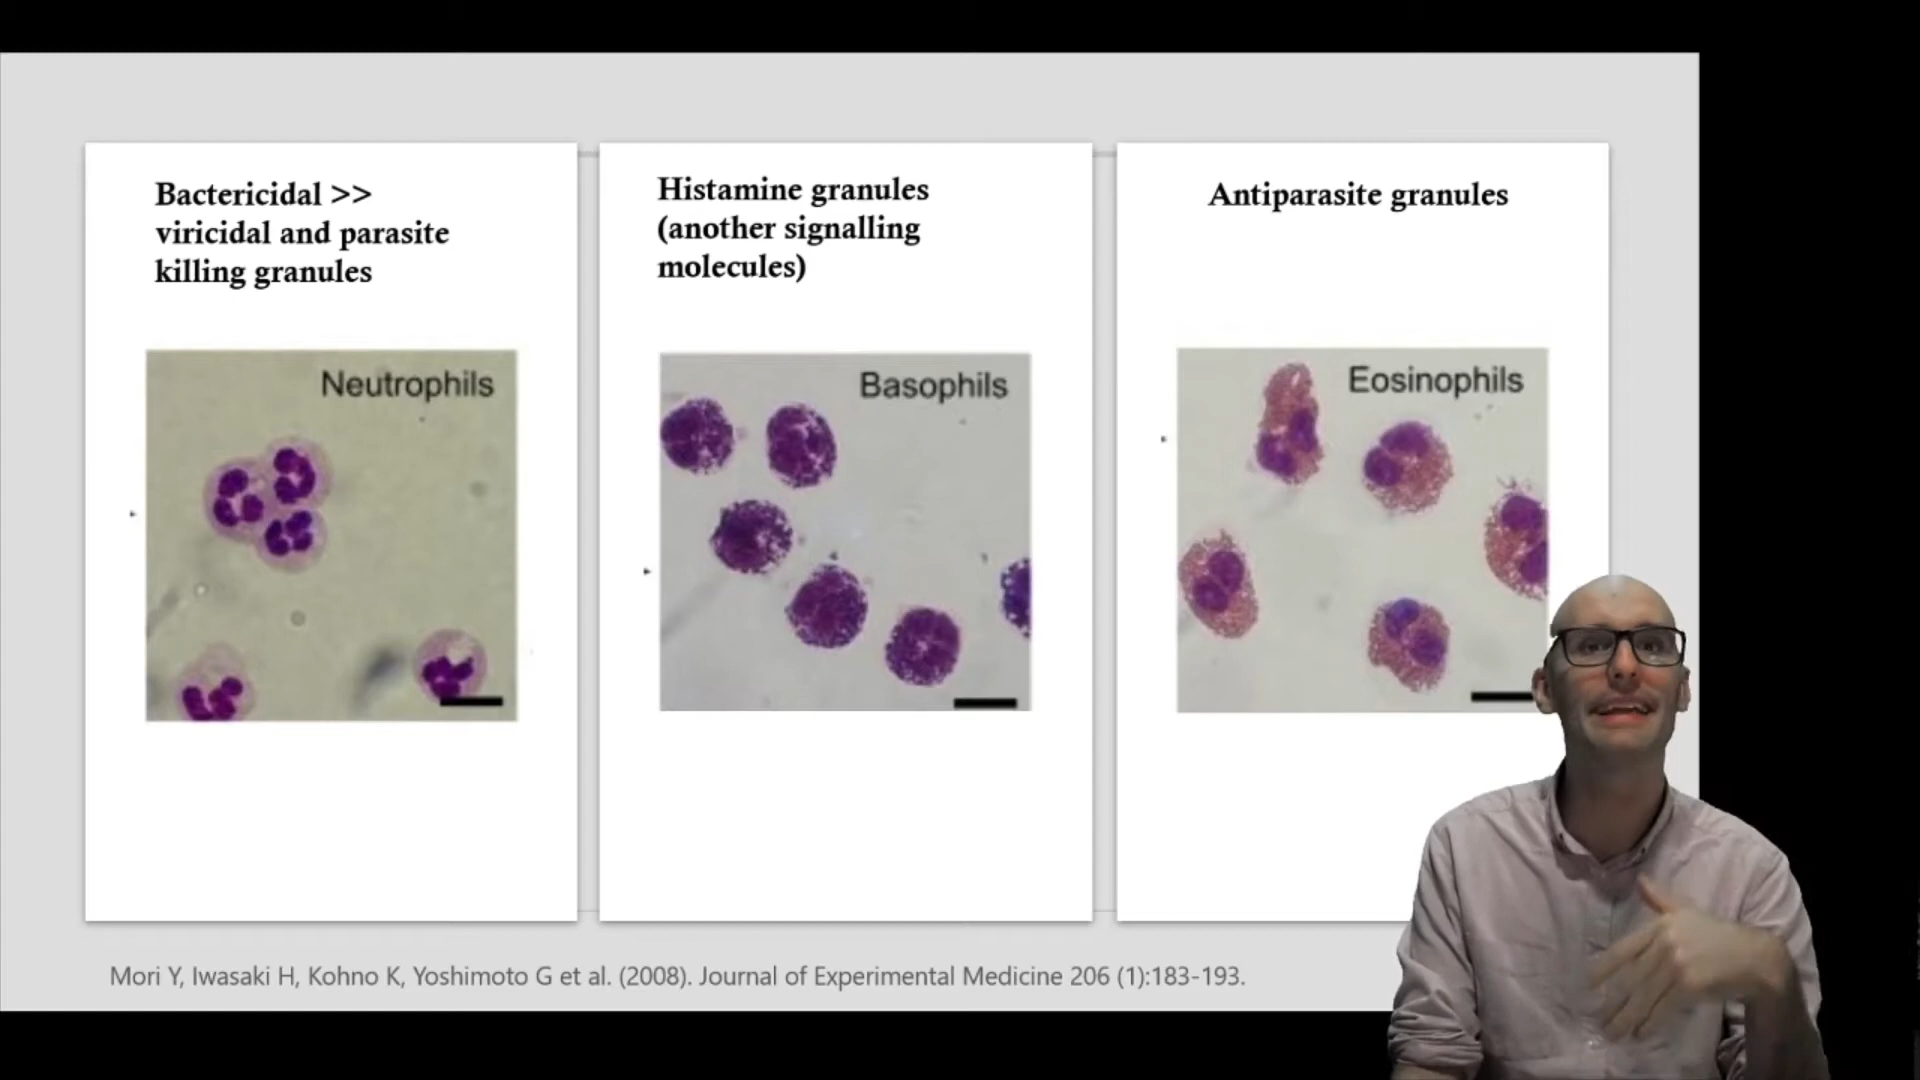 Bactericidal >>
viricidal and parasite
killing granules
Neutrophils
Histamine granules
(another signalling
molecules)
Basophils
Antiparasite granules
Eosinophils
Mori Y, Iwasaki H, Kohno K, Yoshimoto G et al. (2008). Journal of Experimental Medicine 206 (1):183-193.